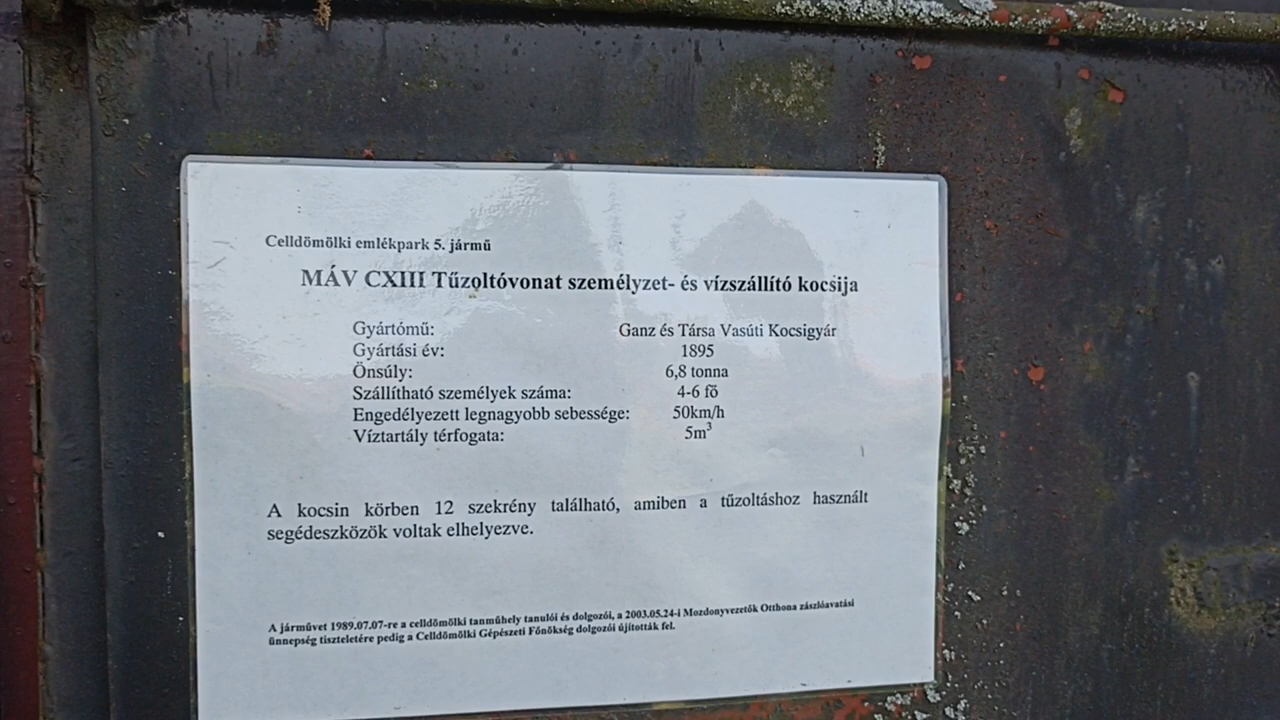 Celldömölki emlékpark 5. jármű
MÁV CXIII Tűzoltóvonat személyzet- és vízszállító kocsija
Gyártómű: Ganz és Társa Vasúti Kocsigyár
Gyártási év: 1895
Önsúly: 6,8 tonna
Szállítható személyek száma: 4-6 fő
Engedélyezett legnagyobb sebessége: 50km/h
Víztartály térfogata: 5m³
A kocsin körben 12 szekrény található, amiben a tűzoltáshoz használt
segédeszközök voltak elhelyezve.
A járművet 1989.07.07-re a celldömölki tanműhely tanulói és dolgozói, a 2003.05.24-i Mozdonyvezetők Otthona zászlóavatási
ünnepség tiszteletére pedig a Celldömölki Gépészeti Főnökség dolgozói újították fel.